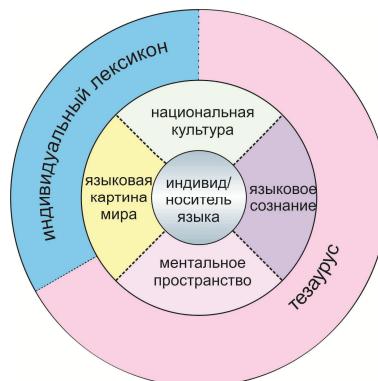 индивидуальный лексикон
национальная
культура
языковая
картина
мира
индивид/
носитель
языка
языковое
сознание
ментальное
пространство
тезаурус